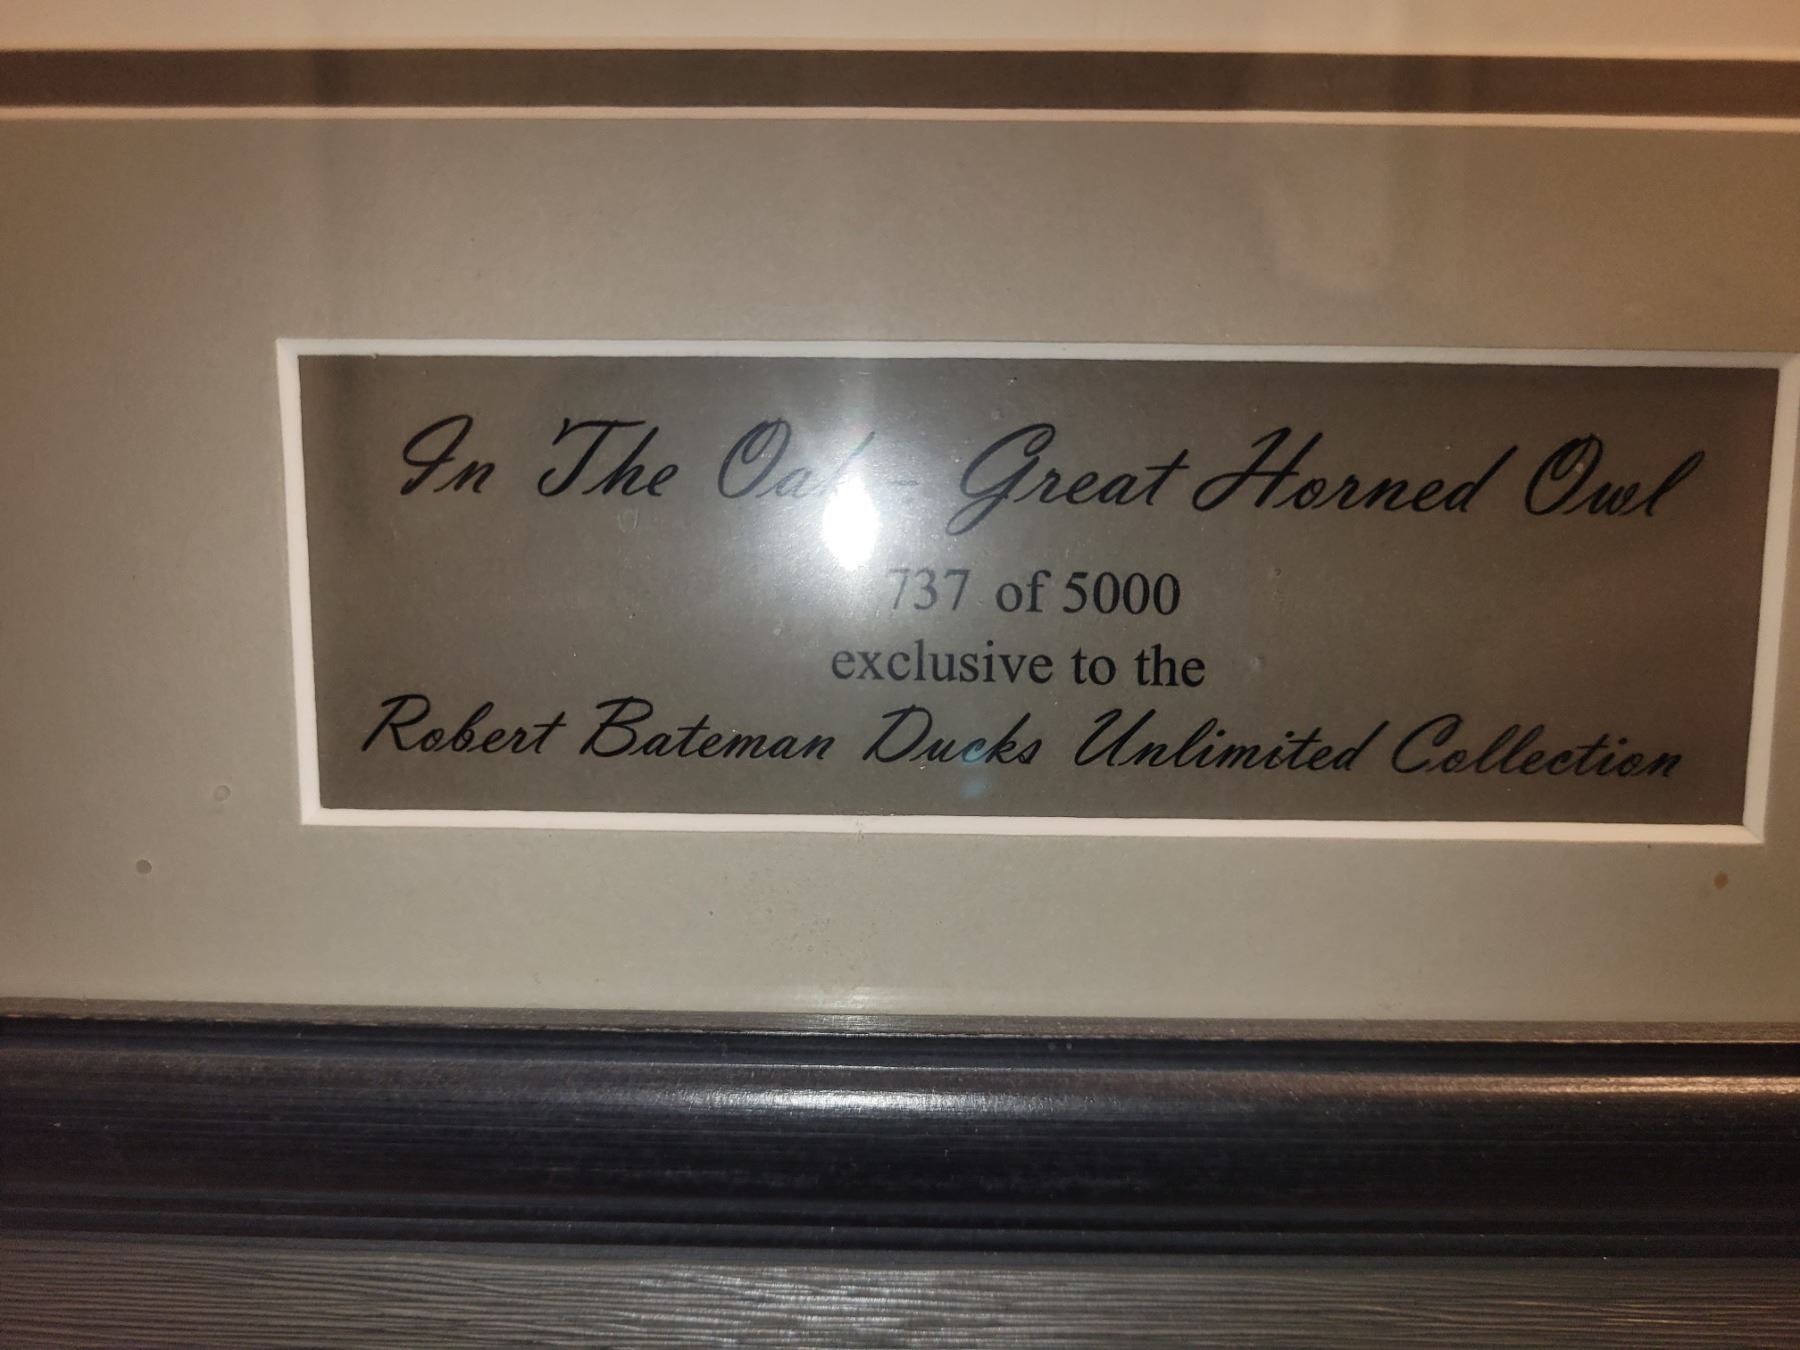 In The Oak - Great Horned Owl
737 of 5000
exclusive to the
Robert Bateman Ducks Unlimited Collection